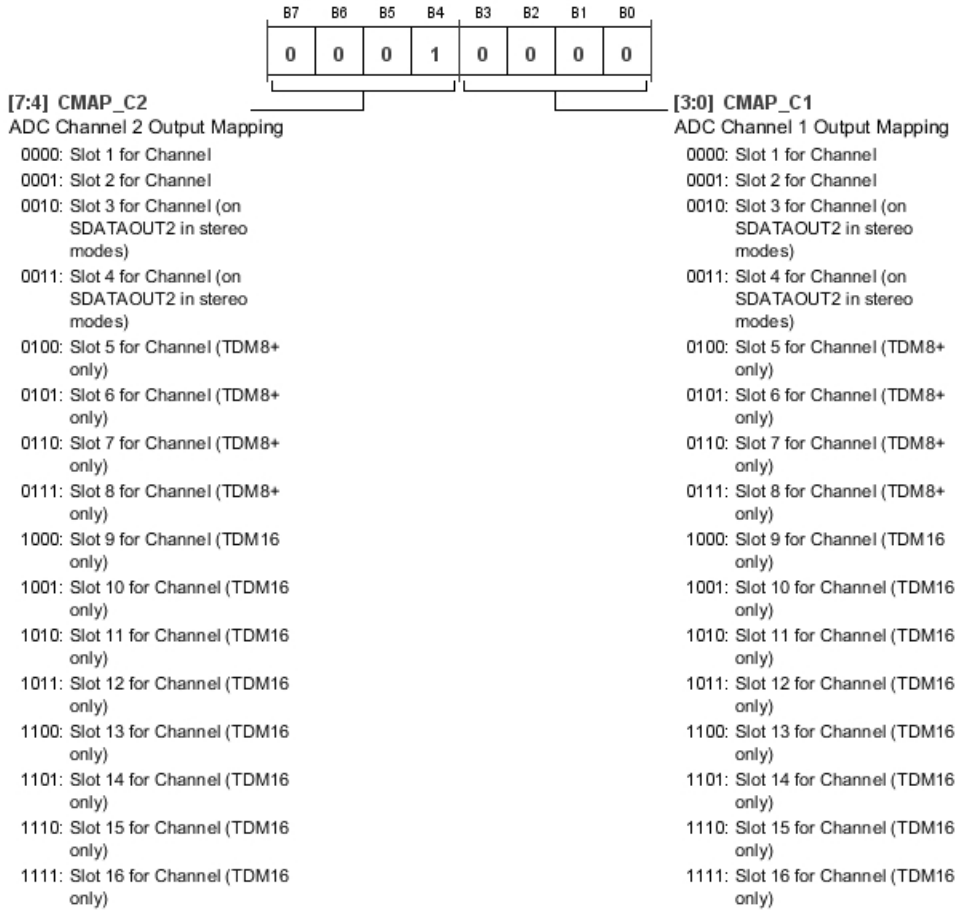 B7 B6 B5 B4 B3 B2 B1 B0
0 0 0 1 0 0 0 0
[7:4] CMAP_C2
ADC Channel 2 Output Mapping
0000: Slot 1 for Channel
0001: Slot 2 for Channel
0010: Slot 3 for Channel (on
SDATAOUT2 in stereo
modes)
0011: Slot 4 for Channel (on
SDATAOUT2 in stereo
modes)
0100: Slot 5 for Channel (TDM8+
only)
0101: Slot 6 for Channel (TDM8+
only)
0110: Slot 7 for Channel (TDM8+
only)
0111: Slot 8 for Channel (TDM8+
only)
1000: Slot 9 for Channel (TDM16
only)
1001: Slot 10 for Channel (TDM16
only)
1010: Slot 11 for Channel (TDM16
only)
1011: Slot 12 for Channel (TDM16
only)
1100: Slot 13 for Channel (TDM16
only)
1101: Slot 14 for Channel (TDM16
only)
1110: Slot 15 for Channel (TDM16
only)
1111: Slot 16 for Channel (TDM16
only)
[3:0] CMAP_C1
ADC Channel 1 Output Mapping
0000: Slot 1 for Channel
0001: Slot 2 for Channel
0010: Slot 3 for Channel (on
SDATAOUT2 in stereo
modes)
0011: Slot 4 for Channel (on
SDATAOUT2 in stereo
modes)
0100: Slot 5 for Channel (TDM8+
only)
0101: Slot 6 for Channel (TDM8+
only)
0110: Slot 7 for Channel (TDM8+
only)
0111: Slot 8 for Channel (TDM8+
only)
1000: Slot 9 for Channel (TDM16
only)
1001: Slot 10 for Channel (TDM16
only)
1010: Slot 11 for Channel (TDM16
only)
1011: Slot 12 for Channel (TDM16
only)
1100: Slot 13 for Channel (TDM16
only)
1101: Slot 14 for Channel (TDM16
only)
1110: Slot 15 for Channel (TDM16
only)
1111: Slot 16 for Channel (TDM16
only)